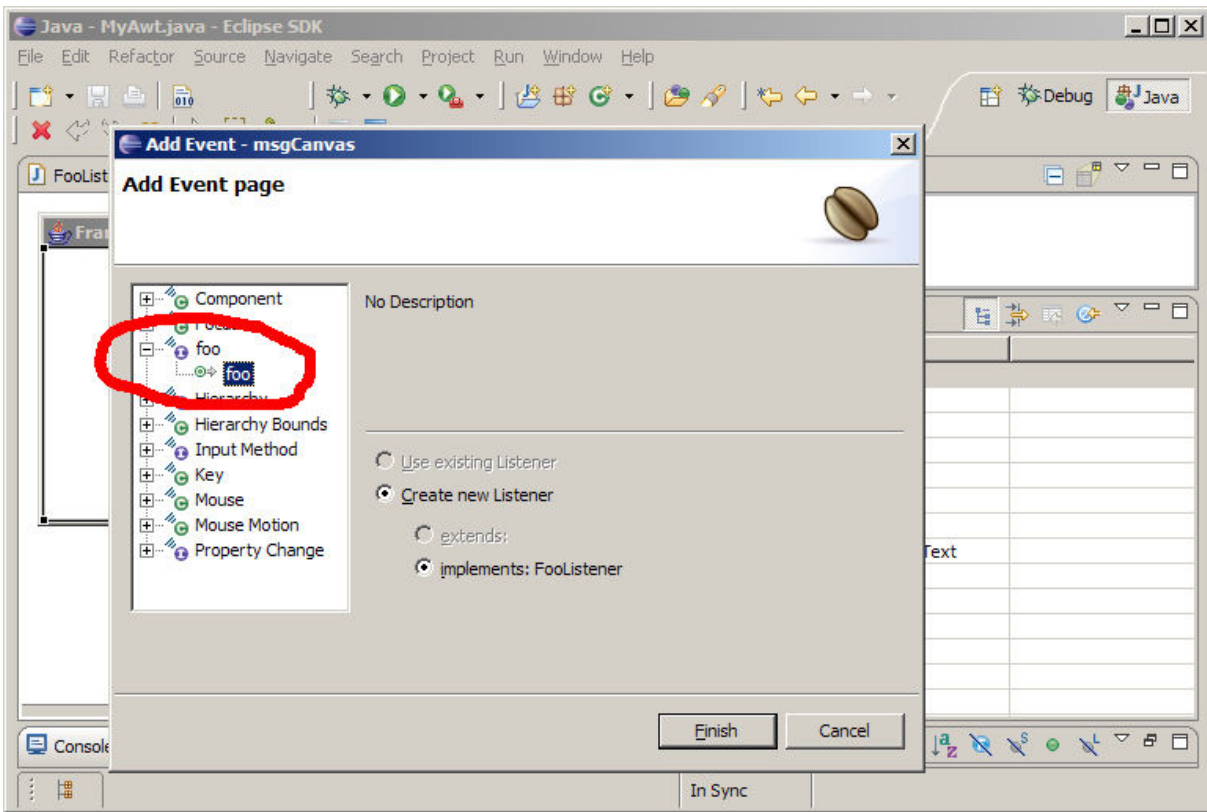 Java - MyAwt.java - Eclipse SDK
File Edit Refactor Source Navigate Search Project Run Window Help
Debug Java
Add Event - msgCanvas
FooList
Add Event page
Fra
Component
No Description
foo
foo
Hierarchy
Hierarchy Bounds
Input Method
Use existing Listener
Key
Create new Listener
Mouse
Mouse Motion
extends:
Property Change
Text
implements: FooListener
Finish Cancel
Console
In Sync